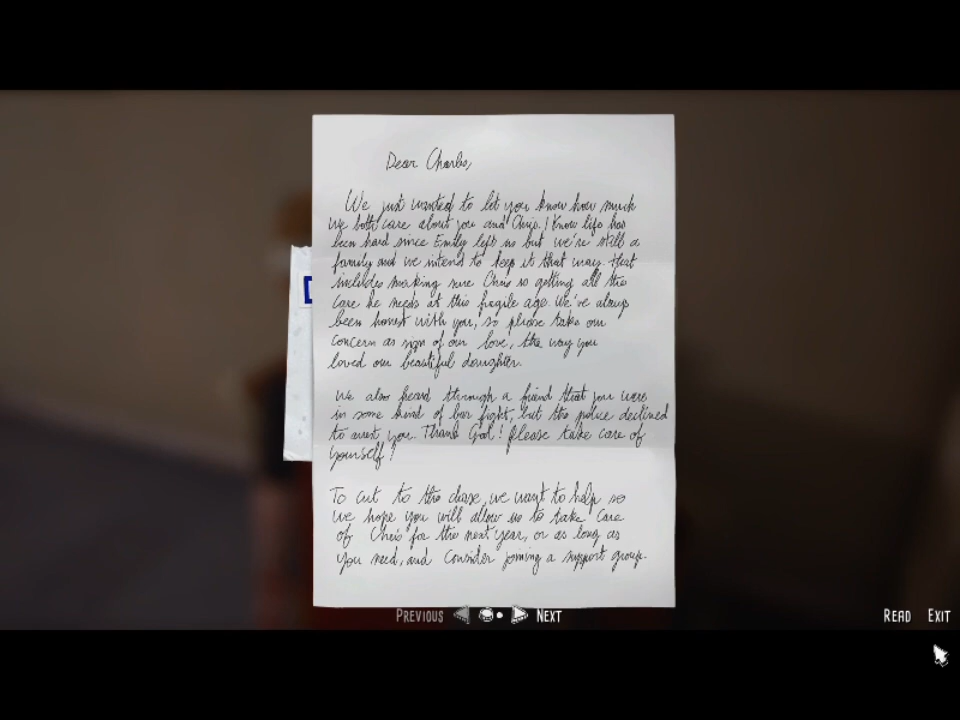 Dear Charles,
We just wanted to let you know how much
we both care about you and Chris. I know life has
been hard since Emily left us but we're still a
family and we intend to keep it that way. That
includes making sure Chris is getting all the
care he needs at this fragile age. We've always
been honest with you, so please take our
concern as sign of our love, the way you
loved our beautiful daughter.
We also heard through a friend that you were
in some kind of bar fight, but the police declined
to arrest you. Thank God! Please take care of
yourself!
To cut to the chase, we want to help so
we hope you will allow us to take care
of Chris for the next year, or as long as
you need, and consider joining a support group.
PREVIOUS NEXT
READ EXIT